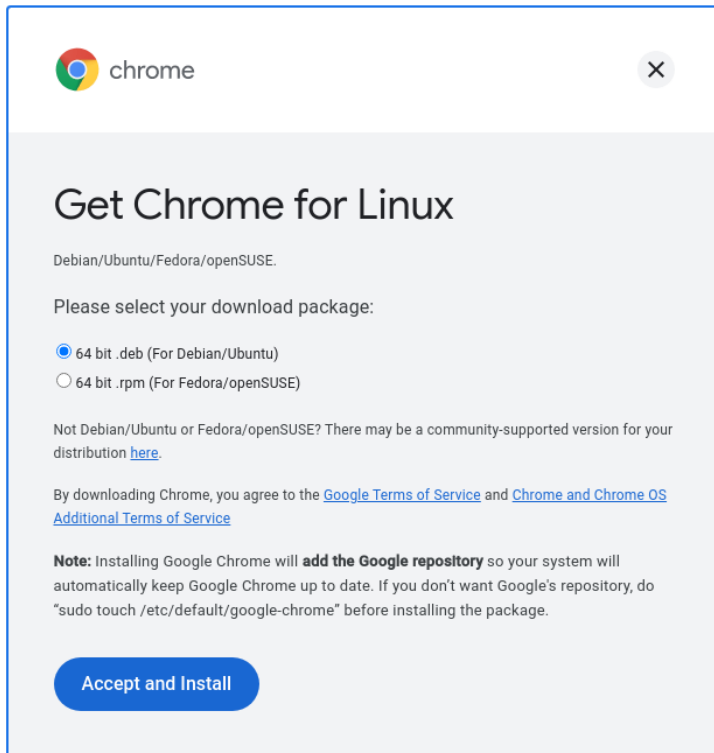 chrome
Get Chrome for Linux
Debian/Ubuntu/Fedora/openSUSE.
Please select your download package:
64 bit .deb (For Debian/Ubuntu)
64 bit .rpm (For Fedora/openSUSE)
Not Debian/Ubuntu or Fedora/openSUSE? There may be a community-supported version for your
distribution here.
By downloading Chrome, you agree to the Google Terms of Service and Chrome and Chrome OS
Additional Terms of Service
Note: Installing Google Chrome will add the Google repository so your system will
automatically keep Google Chrome up to date. If you don’t want Google's repository, do
“sudo touch /etc/default/google-chrome” before installing the package.
Accept and Install